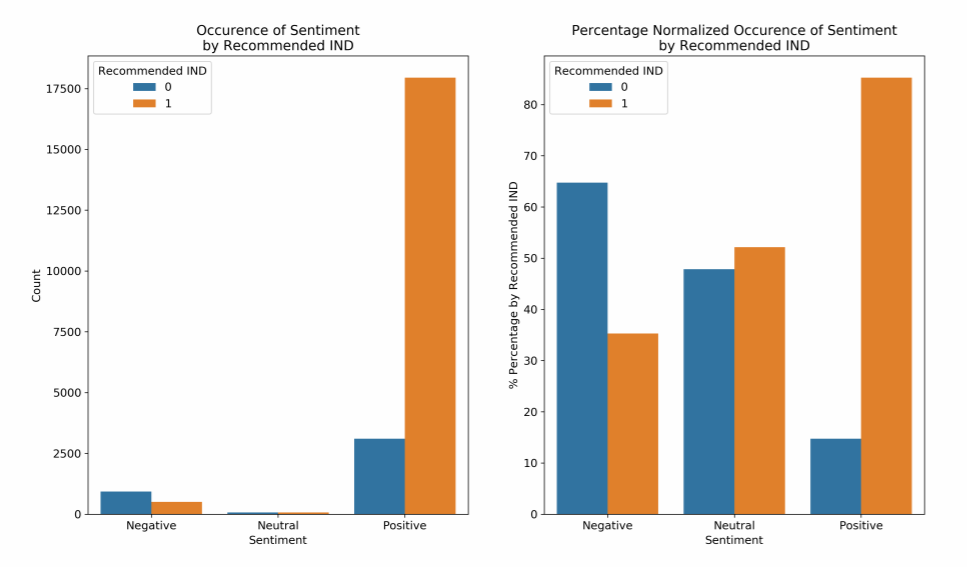 Occurence of Sentiment
by Recommended IND
Recommended IND
0
1
17500
15000
12500
10000
7500
5000
2500
0
Count
Negative
Neutral
Positive
Sentiment
Percentage Normalized Occurence of Sentiment
by Recommended IND
Recommended IND
0
1
80
70
60
50
40
30
20
10
0
% Percentage by Recommended IND
Negative
Neutral
Positive
Sentiment